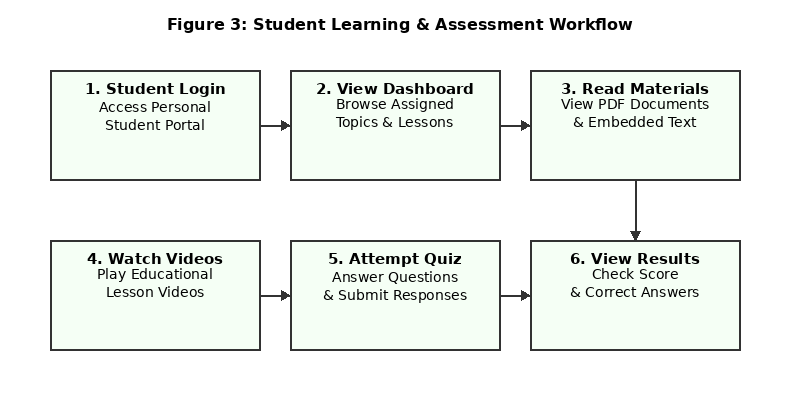 Figure 3: Student Learning & Assessment Workflow
1. Student Login
Access Personal
Student Portal
2. View Dashboard
Browse Assigned
Topics & Lessons
3. Read Materials
View PDF Documents
& Embedded Text
4. Watch Videos
Play Educational
Lesson Videos
5. Attempt Quiz
Answer Questions
& Submit Responses
6. View Results
Check Score
& Correct Answers